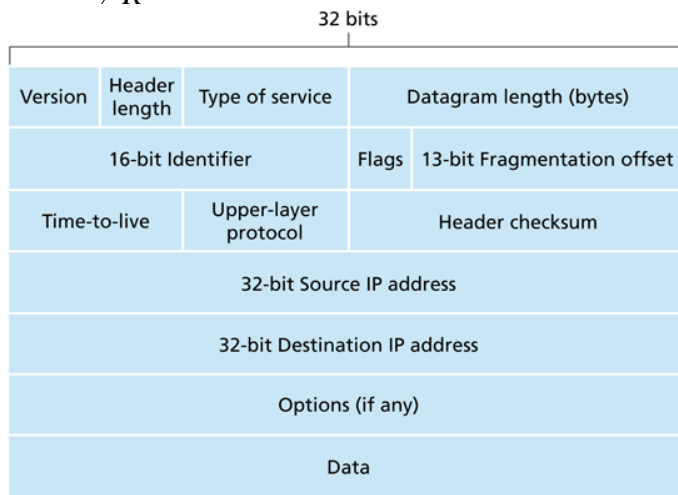 32 bits
Version Header length Type of service Datagram length (bytes)
16-bit Identifier Flags 13-bit Fragmentation offset
Time-to-live Upper-layer protocol Header checksum
32-bit Source IP address
32-bit Destination IP address
Options (if any)
Data